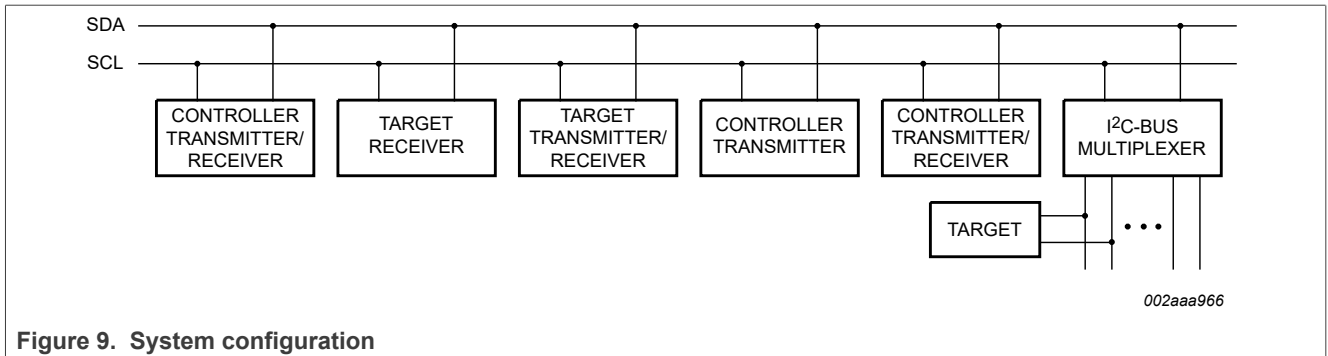 SDA
SCL
CONTROLLER
TRANSMITTER/
RECEIVER
TARGET
RECEIVER
TARGET
TRANSMITTER/
RECEIVER
CONTROLLER
TRANSMITTER
CONTROLLER
TRANSMITTER/
RECEIVER
I²C-BUS
MULTIPLEXER
TARGET
002aaa966
Figure 9. System configuration